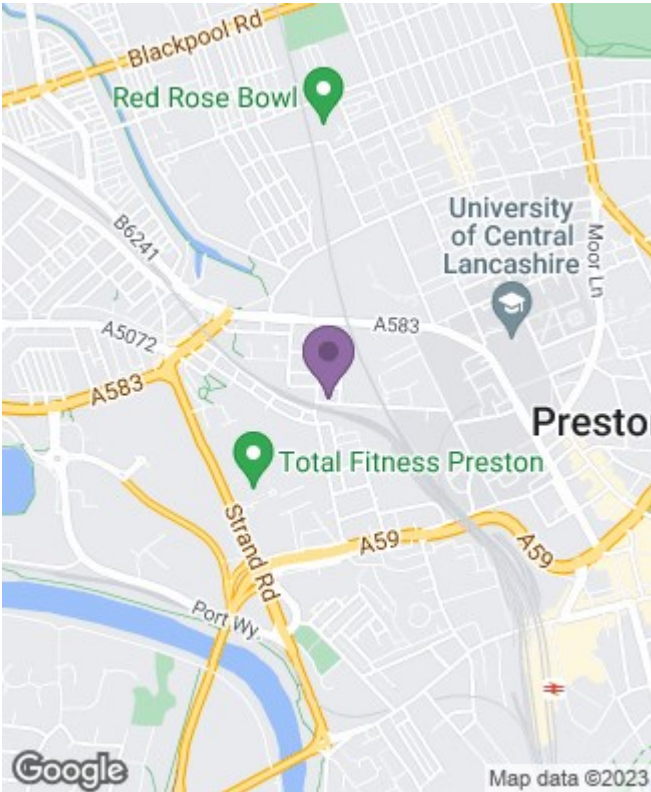 Blackpool Rd
Red Rose Bowl
University
of Central
Lancashire
Moor Ln
B6241
A583
A5072
A583
Presto
Total Fitness Preston
Strand Rd
A59
A59
Port Wy.
Google
Map data ©2023